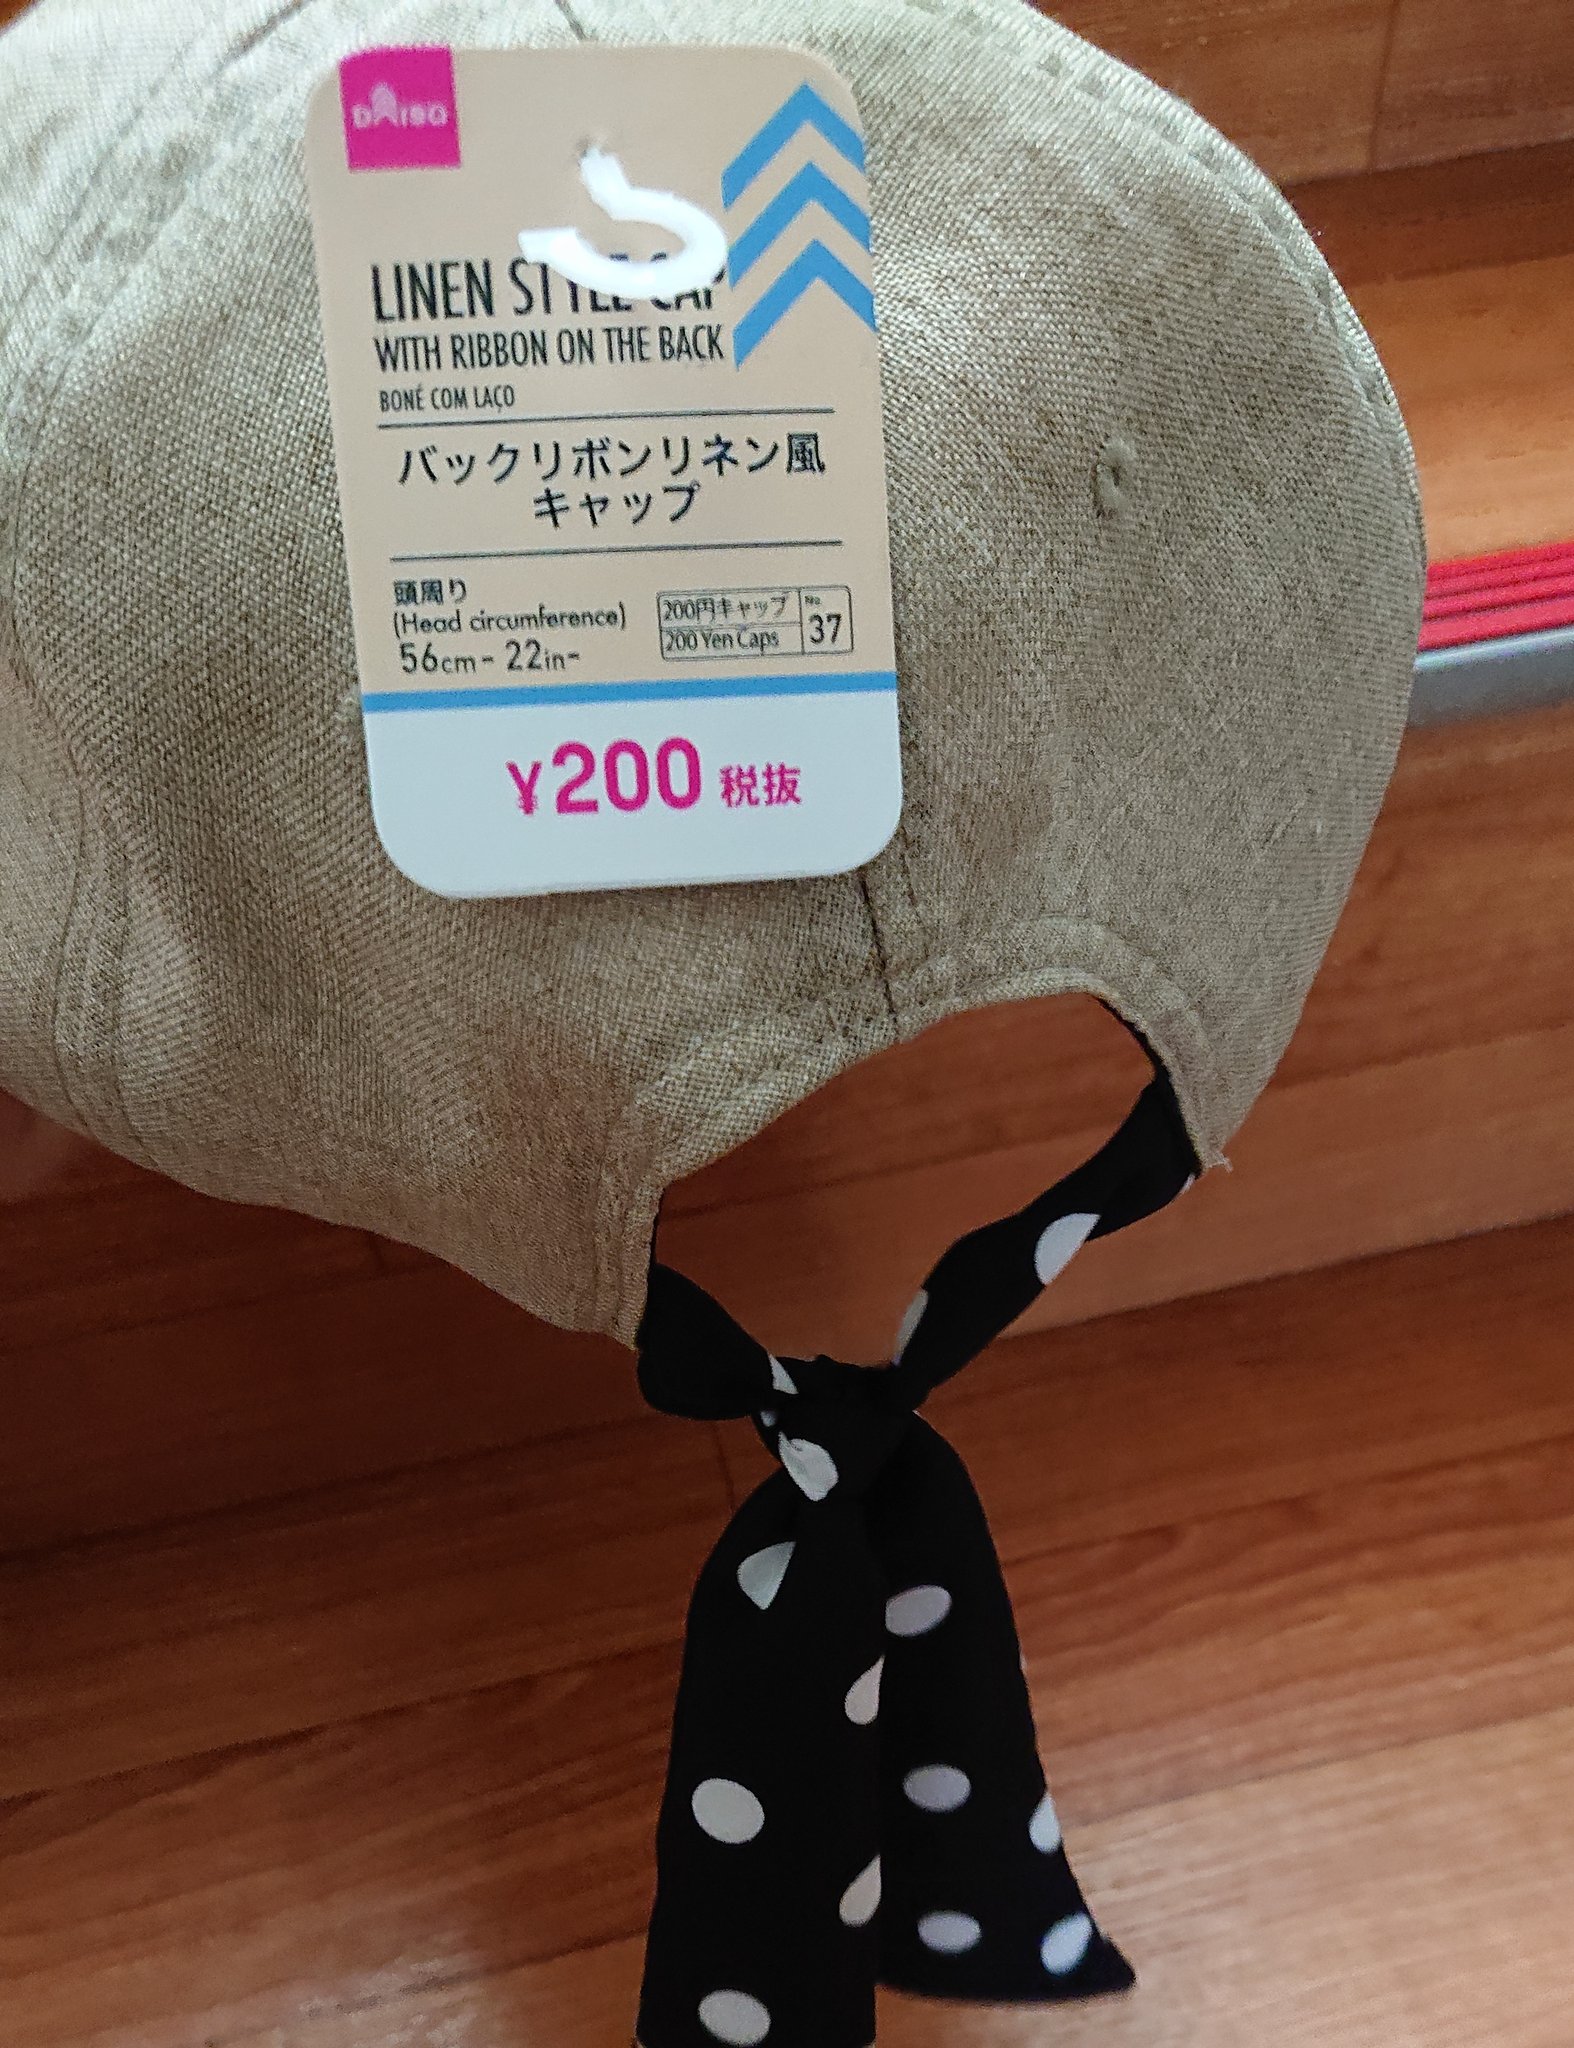 DAISO
LINEN STYLE CAP
WITH RIBBON ON THE BACK
BONÉ COM LAÇO
バックリボンリネン風
キャップ
頭周り
(Head circumference)
56cm- 22in-
200円キャップ
200 Yen Caps
No.
37
¥200 税抜